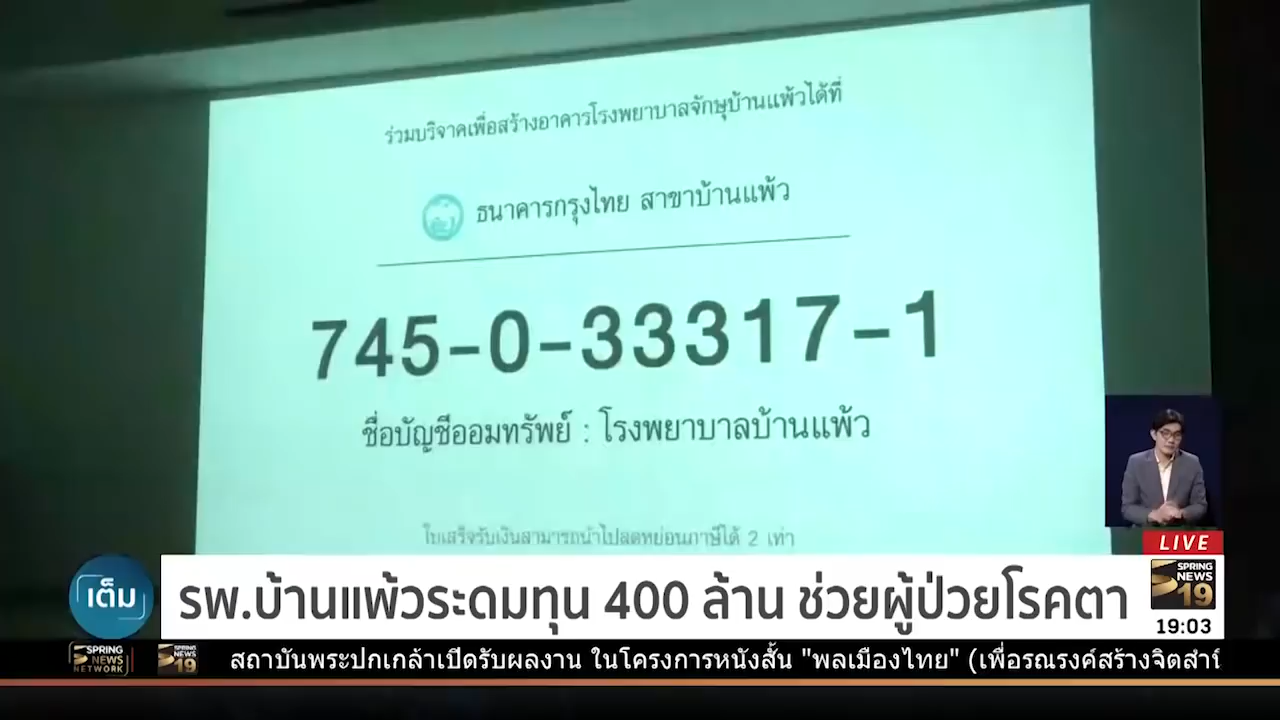 ร่วมบริจาคเพื่อสร้างอาคารโรงพยาบาลจักษุบ้านแพ้วได้ที่
ธนาคารกรุงไทย สาขาบ้านแพ้ว
745-0-33317-1
ชื่อบัญชีออมทรัพย์ : โรงพยาบาลบ้านแพ้ว
ใบเสร็จรับเงินสามารถนำไปลดหย่อนภาษีได้ 2 เท่า
LIVE
เต็ม
รพ.บ้านแพ้วระดมทุน 400 ล้าน ช่วยผู้ป่วยโรคตา
SPRING
NEWS
19
19:03
SPRING
NEWS
NETWORK
SPRING
NEWS
19
สถาบันพระปกเกล้าเปิดรับผลงาน ในโครงการหนังสั้น "พลเมืองไทย" (เพื่อรณรงค์สร้างจิตสำนึ